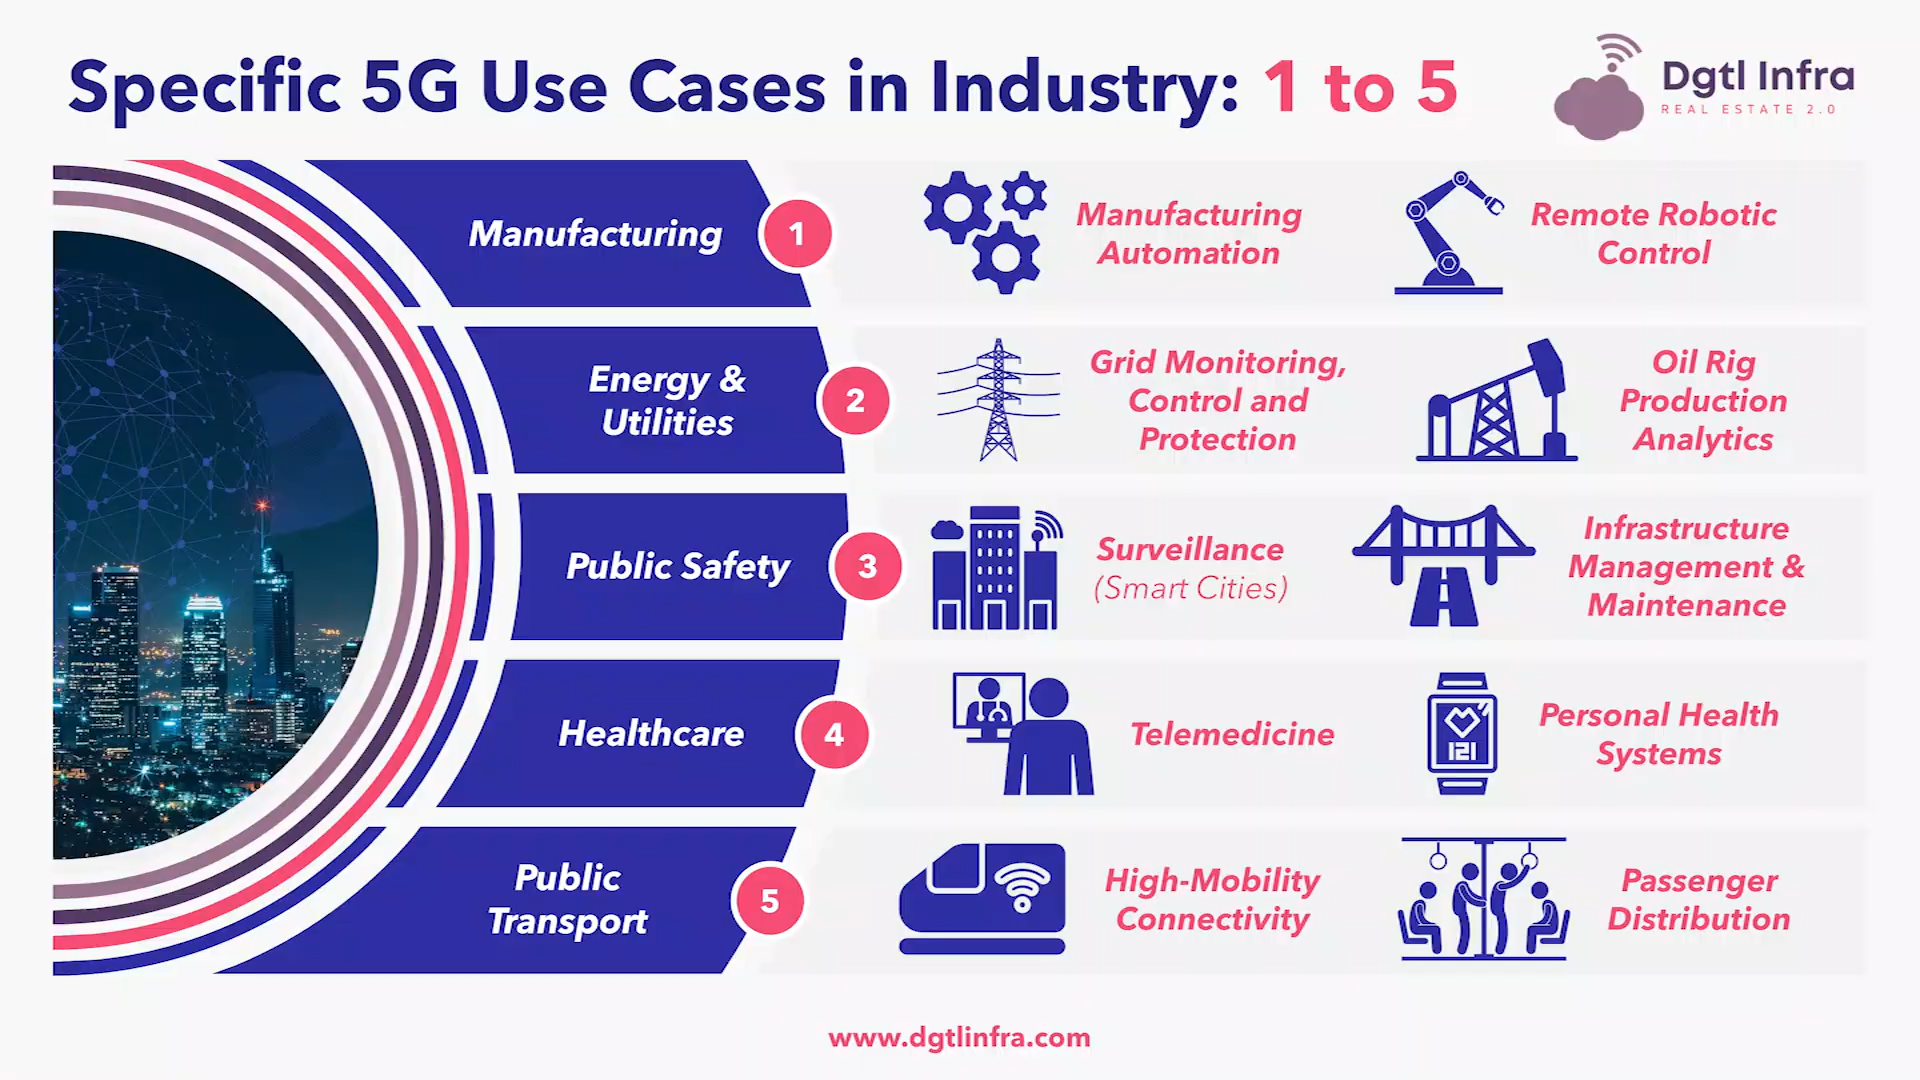 Specific 5G Use Cases in Industry: 1 to 5
Dgtl Infra
REAL ESTATE 2.0
Manufacturing
1
Manufacturing
Automation
Remote Robotic
Control
Energy &
Utilities
2
Grid Monitoring,
Control and
Protection
Oil Rig
Production
Analytics
Public Safety
3
Surveillance
(Smart Cities)
Infrastructure
Management &
Maintenance
Healthcare
4
Telemedicine
121
Personal Health
Systems
Public
Transport
5
High-Mobility
Connectivity
Passenger
Distribution
www.dgtlinfra.com